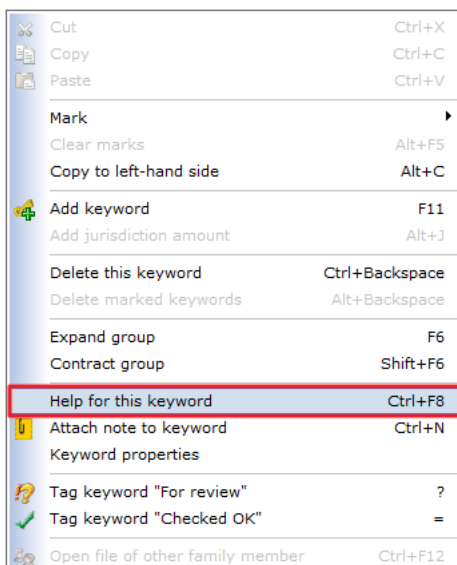 Cut Ctrl+X
Copy Ctrl+C
Paste Ctrl+V
Mark
Clear marks Alt+F5
Copy to left-hand side Alt+C
Add keyword F11
Add jurisdiction amount Alt+J
Delete this keyword Ctrl+Backspace
Delete marked keywords Alt+Backspace
Expand group F6
Contract group Shift+F6
Help for this keyword Ctrl+F8
Attach note to keyword Ctrl+N
Keyword properties
Tag keyword "For review" ?
Tag keyword "Checked OK" =
Open file of other family member Ctrl+F12